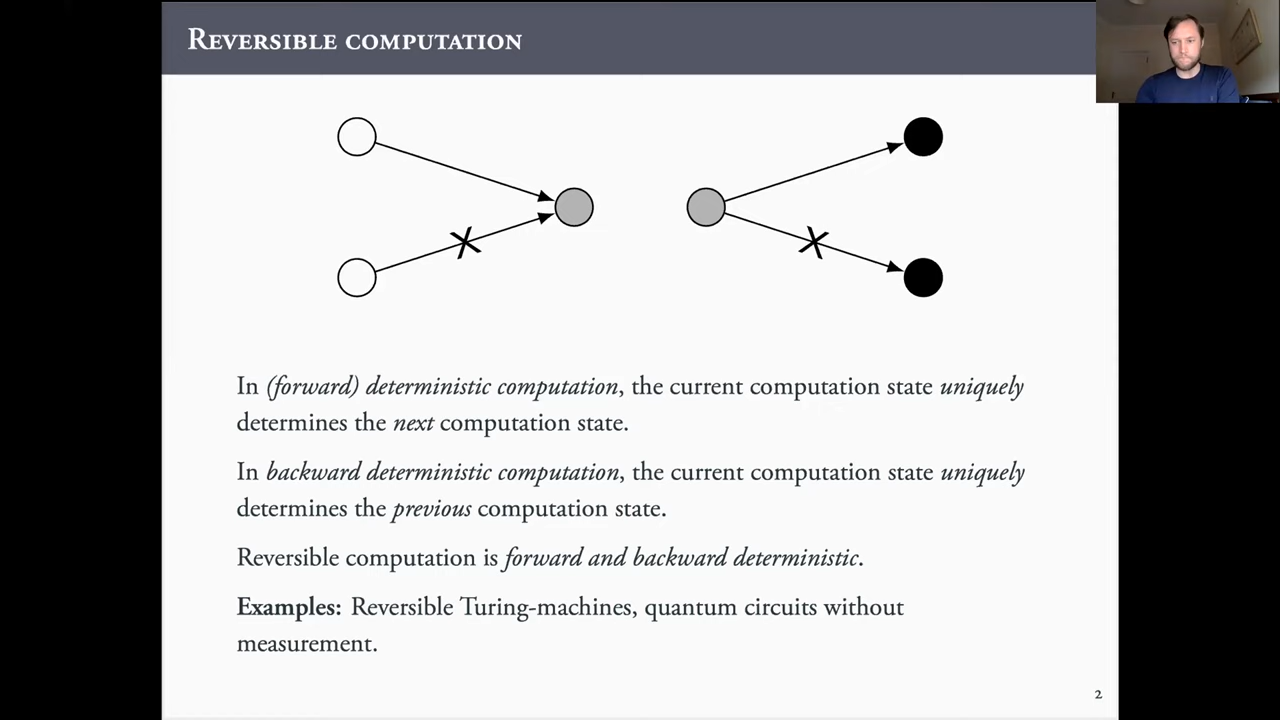 Reversible computation
In (forward) deterministic computation, the current computation state uniquely
determines the next computation state.
In backward deterministic computation, the current computation state uniquely
determines the previous computation state.
Reversible computation is forward and backward deterministic.
Examples: Reversible Turing-machines, quantum circuits without
measurement.
2